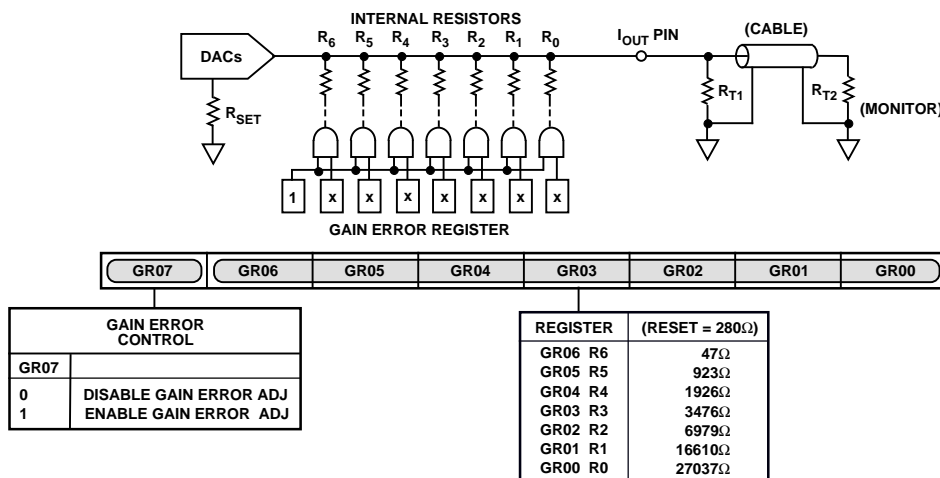 INTERNAL RESISTORS
R6 R5 R4 R3 R2 R1 R0
IOUT PIN
(CABLE)
DACs
RSET
RT1
RT2
(MONITOR)
1 x x x x x x x
GAIN ERROR REGISTER
GR07 GR06 GR05 GR04 GR03 GR02 GR01 GR00
GAIN ERROR
CONTROL
GR07
0 DISABLE GAIN ERROR ADJ
1 ENABLE GAIN ERROR ADJ
REGISTER (RESET = 280Ω)
GR06 R6 47Ω
GR05 R5 923Ω
GR04 R4 1926Ω
GR03 R3 3476Ω
GR02 R2 6979Ω
GR01 R1 16610Ω
GR00 R0 27037Ω